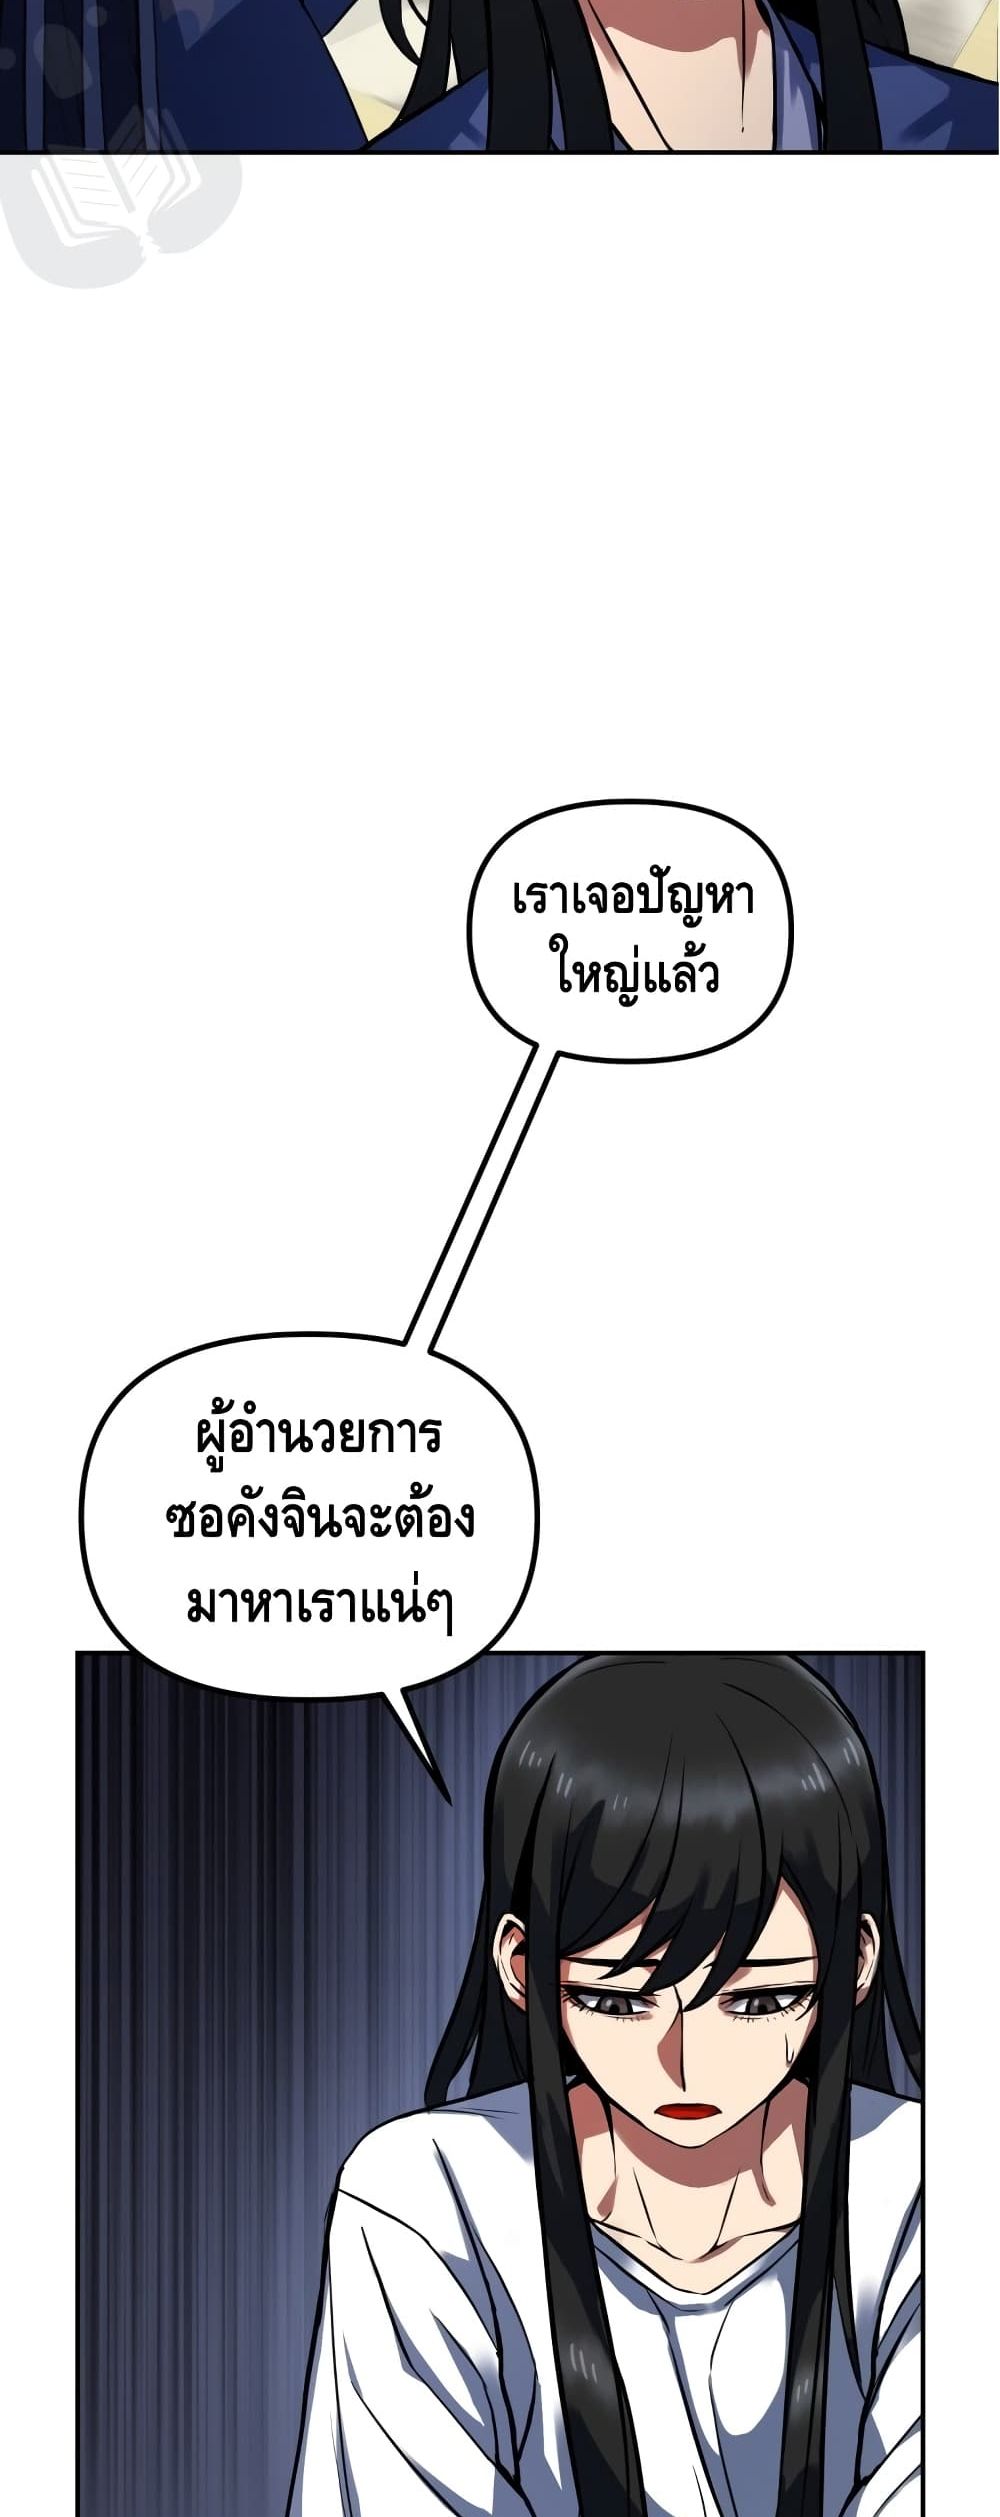 เราเจอปัญหา
ใหญ่แล้ว
ผู้อำนวยการ
ซอคังจินจะต้อง
มาหาเราแน่ๆ